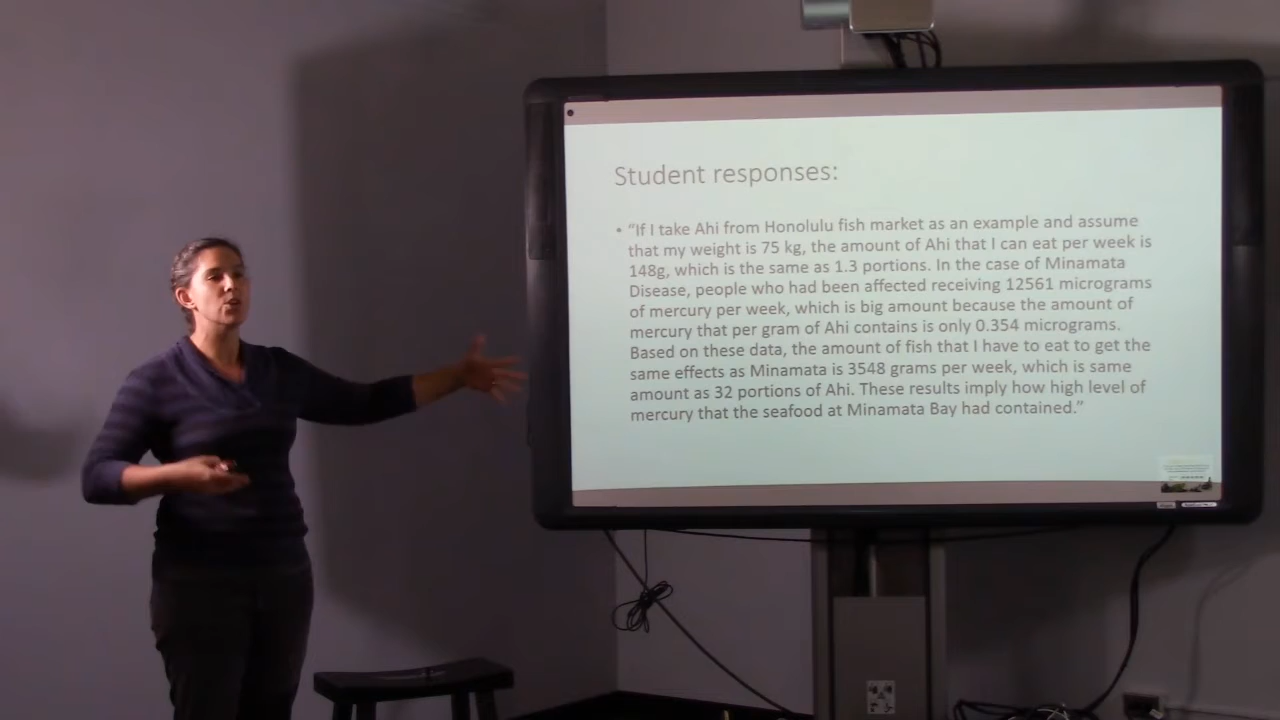 Student responses:
• “If I take Ahi from Honolulu fish market as an example and assume
that my weight is 75 kg, the amount of Ahi that I can eat per week is
148g, which is the same as 1.3 portions. In the case of Minamata
Disease, people who had been affected receiving 12561 micrograms
of mercury per week, which is big amount because the amount of
mercury that per gram of Ahi contains is only 0.354 micrograms.
Based on these data, the amount of fish that I have to eat to get the
same effects as Minamata is 3548 grams per week, which is same
amount as 32 portions of Ahi. These results imply how high level of
mercury that the seafood at Minamata Bay had contained.”